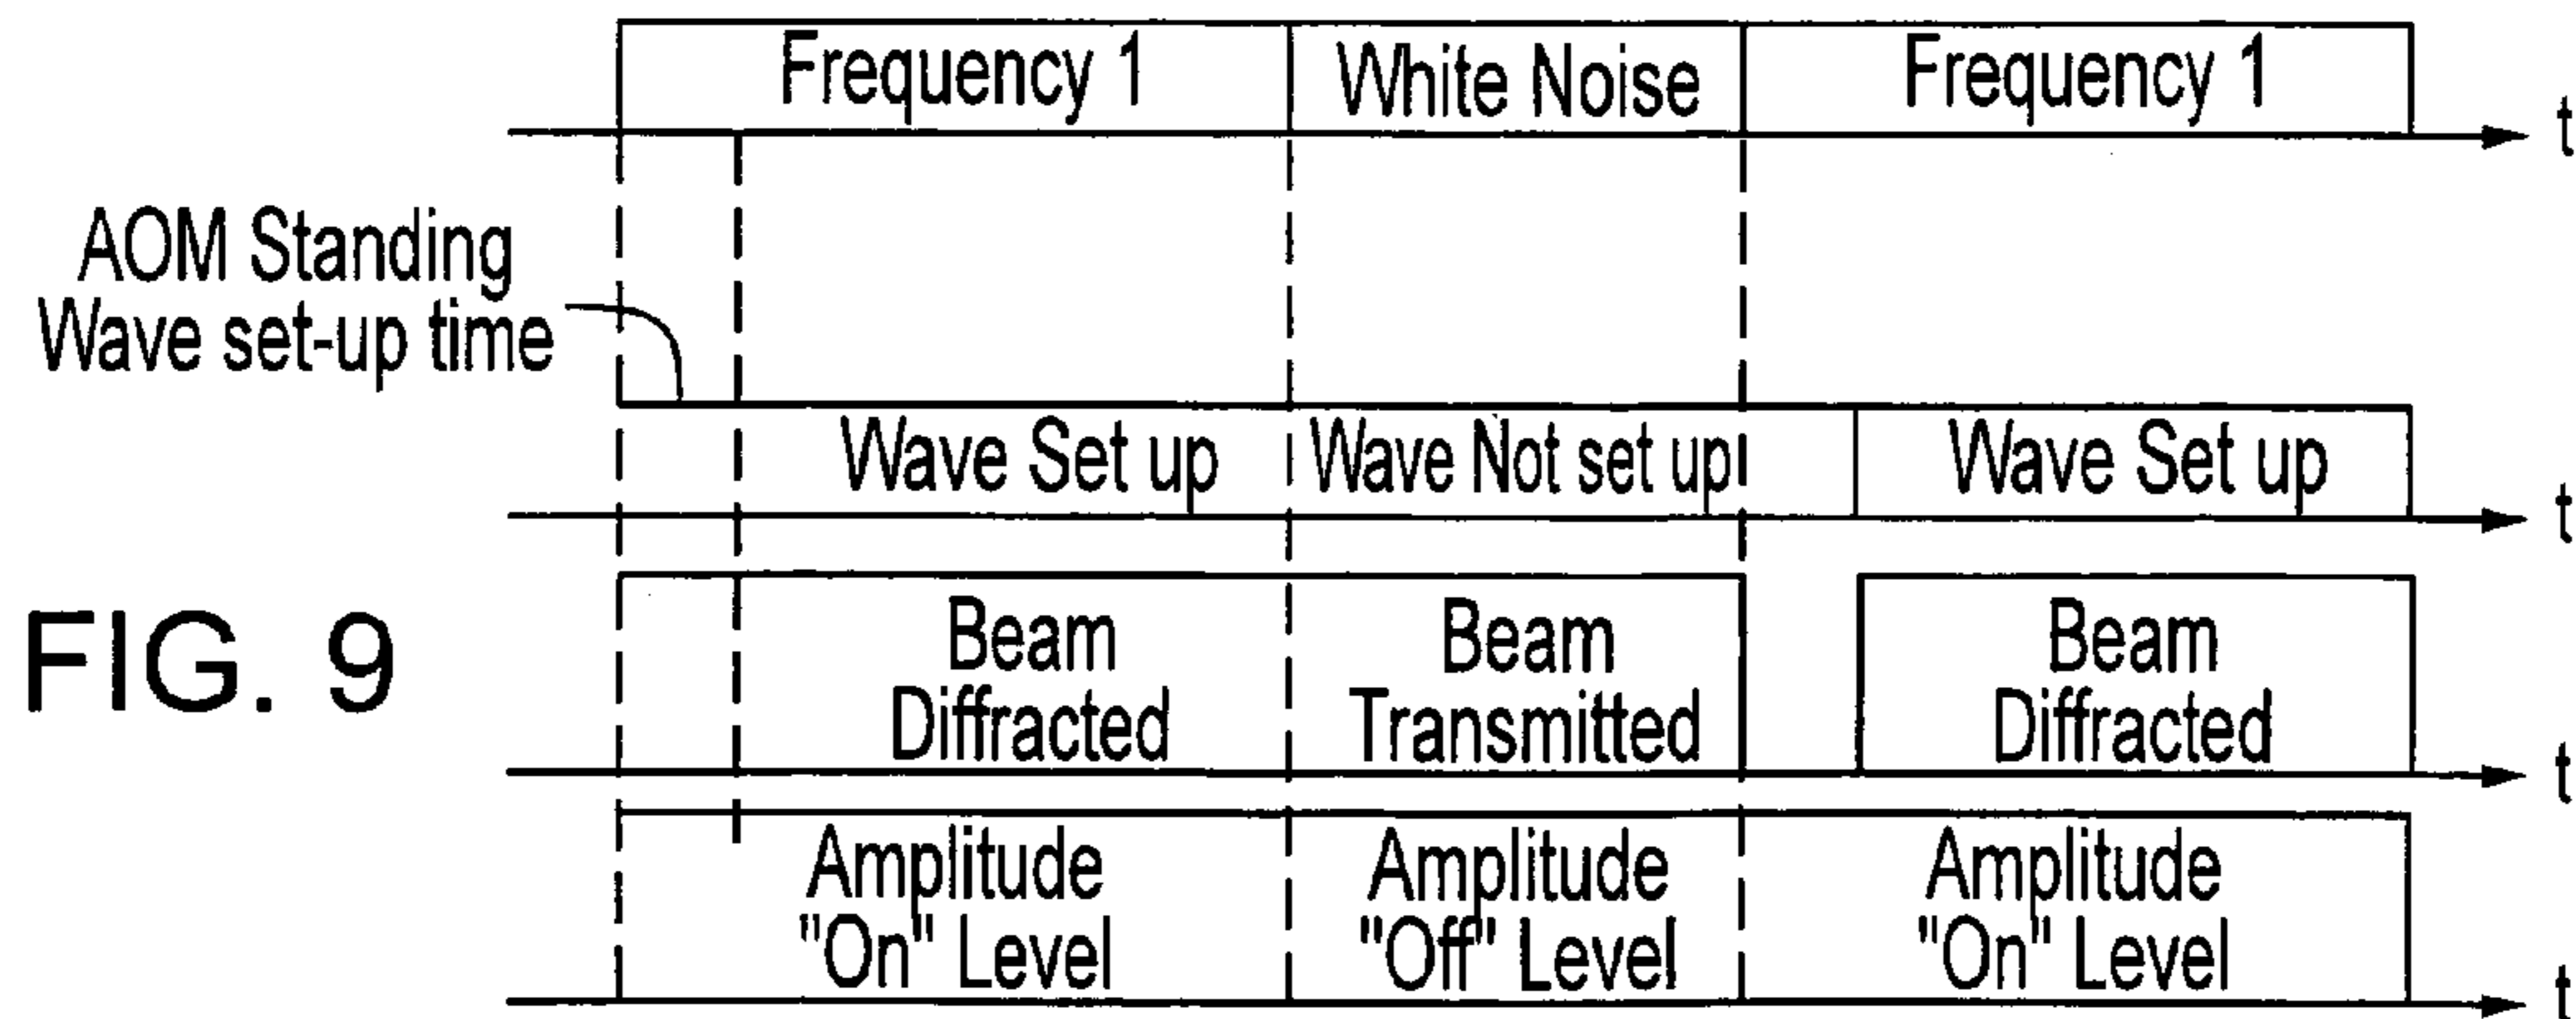 Frequency 1 White Noise Frequency 1
t
AOM Standing
Wave set-up time
Wave Set up Wave Not set up Wave Set up
t
FIG. 9
Beam Beam Beam
Diffracted Transmitted Diffracted
t
Amplitude Amplitude Amplitude
"On" Level "Off" Level "On" Level
t